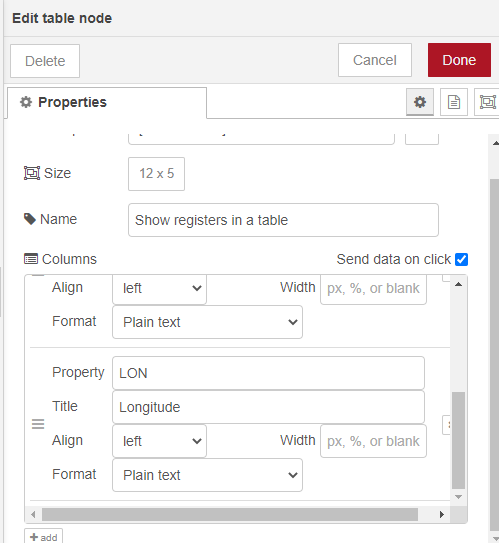 Edit table node
Delete
Cancel
Done
Properties
Size
12 x 5
Name
Show registers in a table
Columns
Send data on click
Align
left
Width
px, %, or blank
Format
Plain text
Property
LON
Title
Longitude
Align
left
Width
px, %, or blank
Format
Plain text
+ add